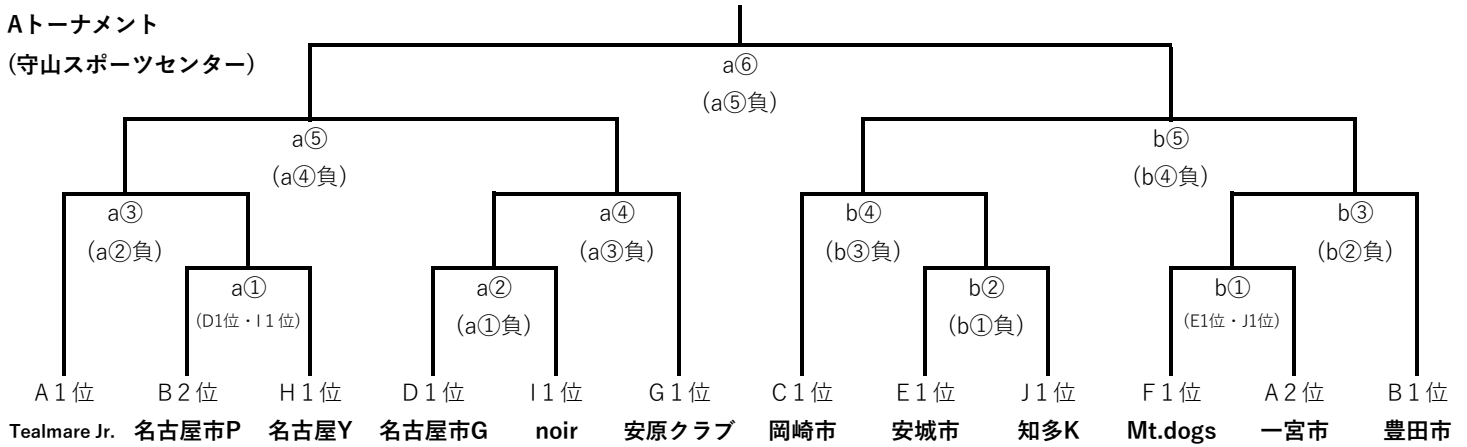 Aトーナメント
(守山スポーツセンター)
a⑥
(a⑤負)
a⑤
(a④負)
b⑤
(b④負)
a③
(a②負)
a④
(a③負)
b④
(b③負)
b③
(b②負)
a①
(D1位・I１位)
a②
(a①負)
b②
(b①負)
b①
(E1位・J1位)
A１位 B２位 H１位 D１位 I１位 G１位 C１位 E１位 J１位 F１位 A２位 B１位
Tealmare Jr. 名古屋市P 名古屋Y 名古屋市G noir 安原クラブ 岡崎市 安城市 知多K Mt.dogs 一宮市 豊田市